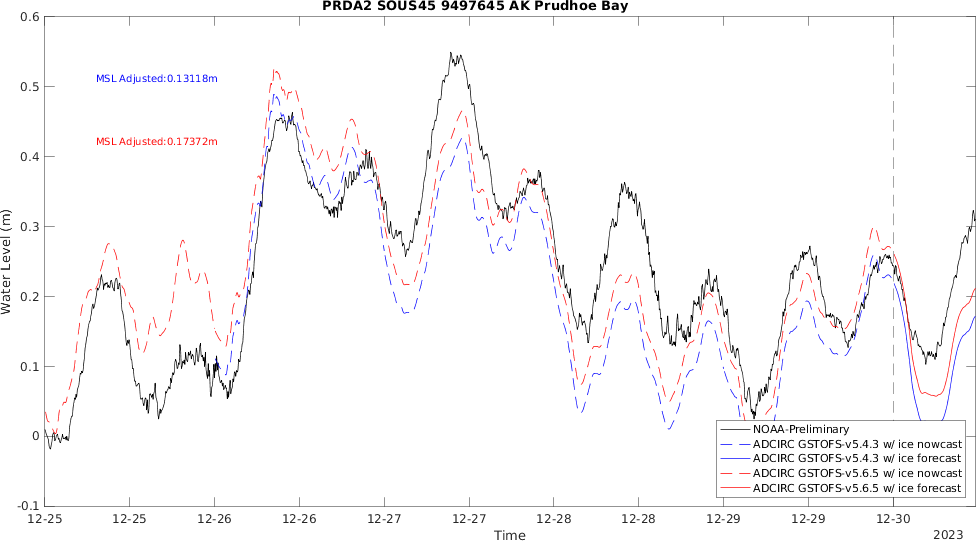 PRDA2 SOUS45 9497645 AK Prudhoe Bay
0.6
0.5
0.4
0.3
0.2
0.1
0
-0.1
Water Level (m)
MSL Adjusted:0.13118m
MSL Adjusted:0.17372m
NOAA-Preliminary
ADCIRC GSTOFS-v5.4.3 w/ ice nowcast
ADCIRC GSTOFS-v5.4.3 w/ ice forecast
ADCIRC GSTOFS-v5.6.5 w/ ice nowcast
ADCIRC GSTOFS-v5.6.5 w/ ice forecast
12-25 12-25 12-26 12-26 12-27 12-27 12-28 12-28 12-29 12-29 12-30
Time
2023